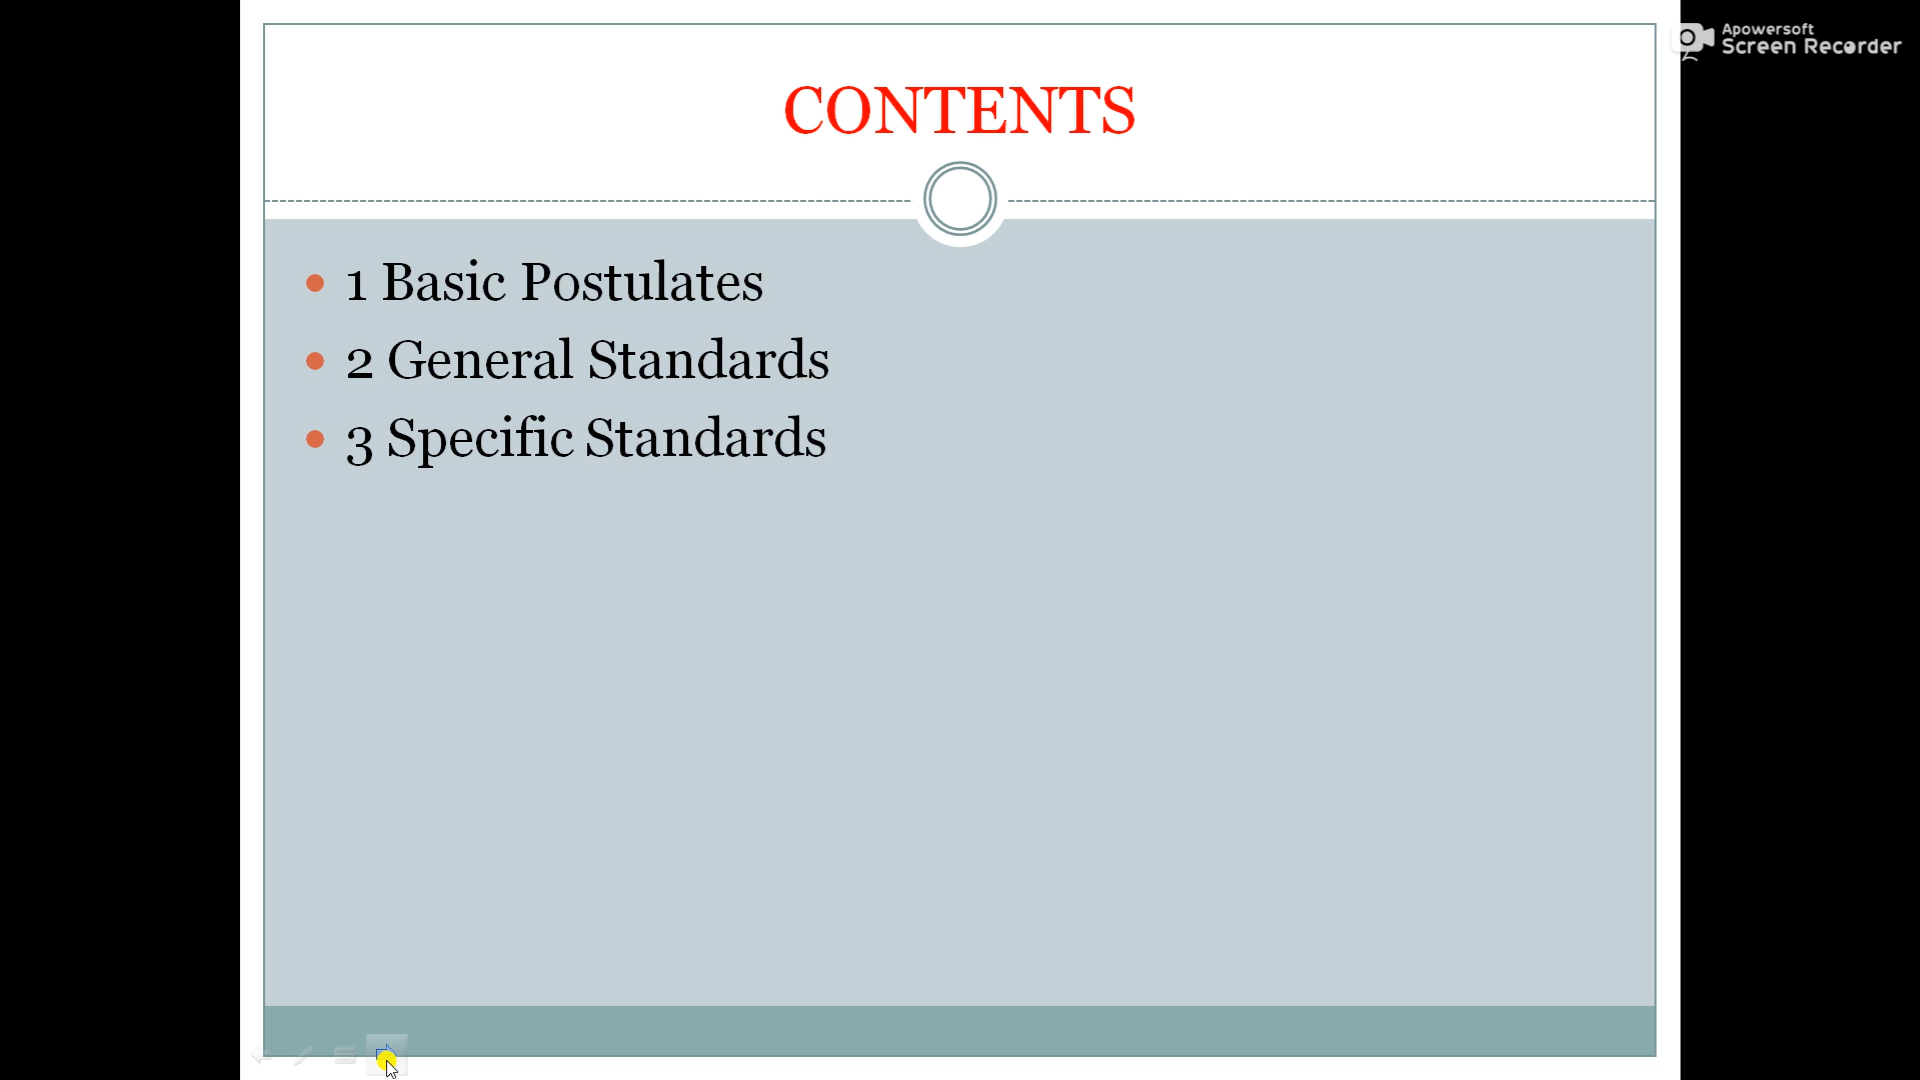 Apowersoft
Screen Recorder
CONTENTS
1 Basic Postulates
2 General Standards
3 Specific Standards